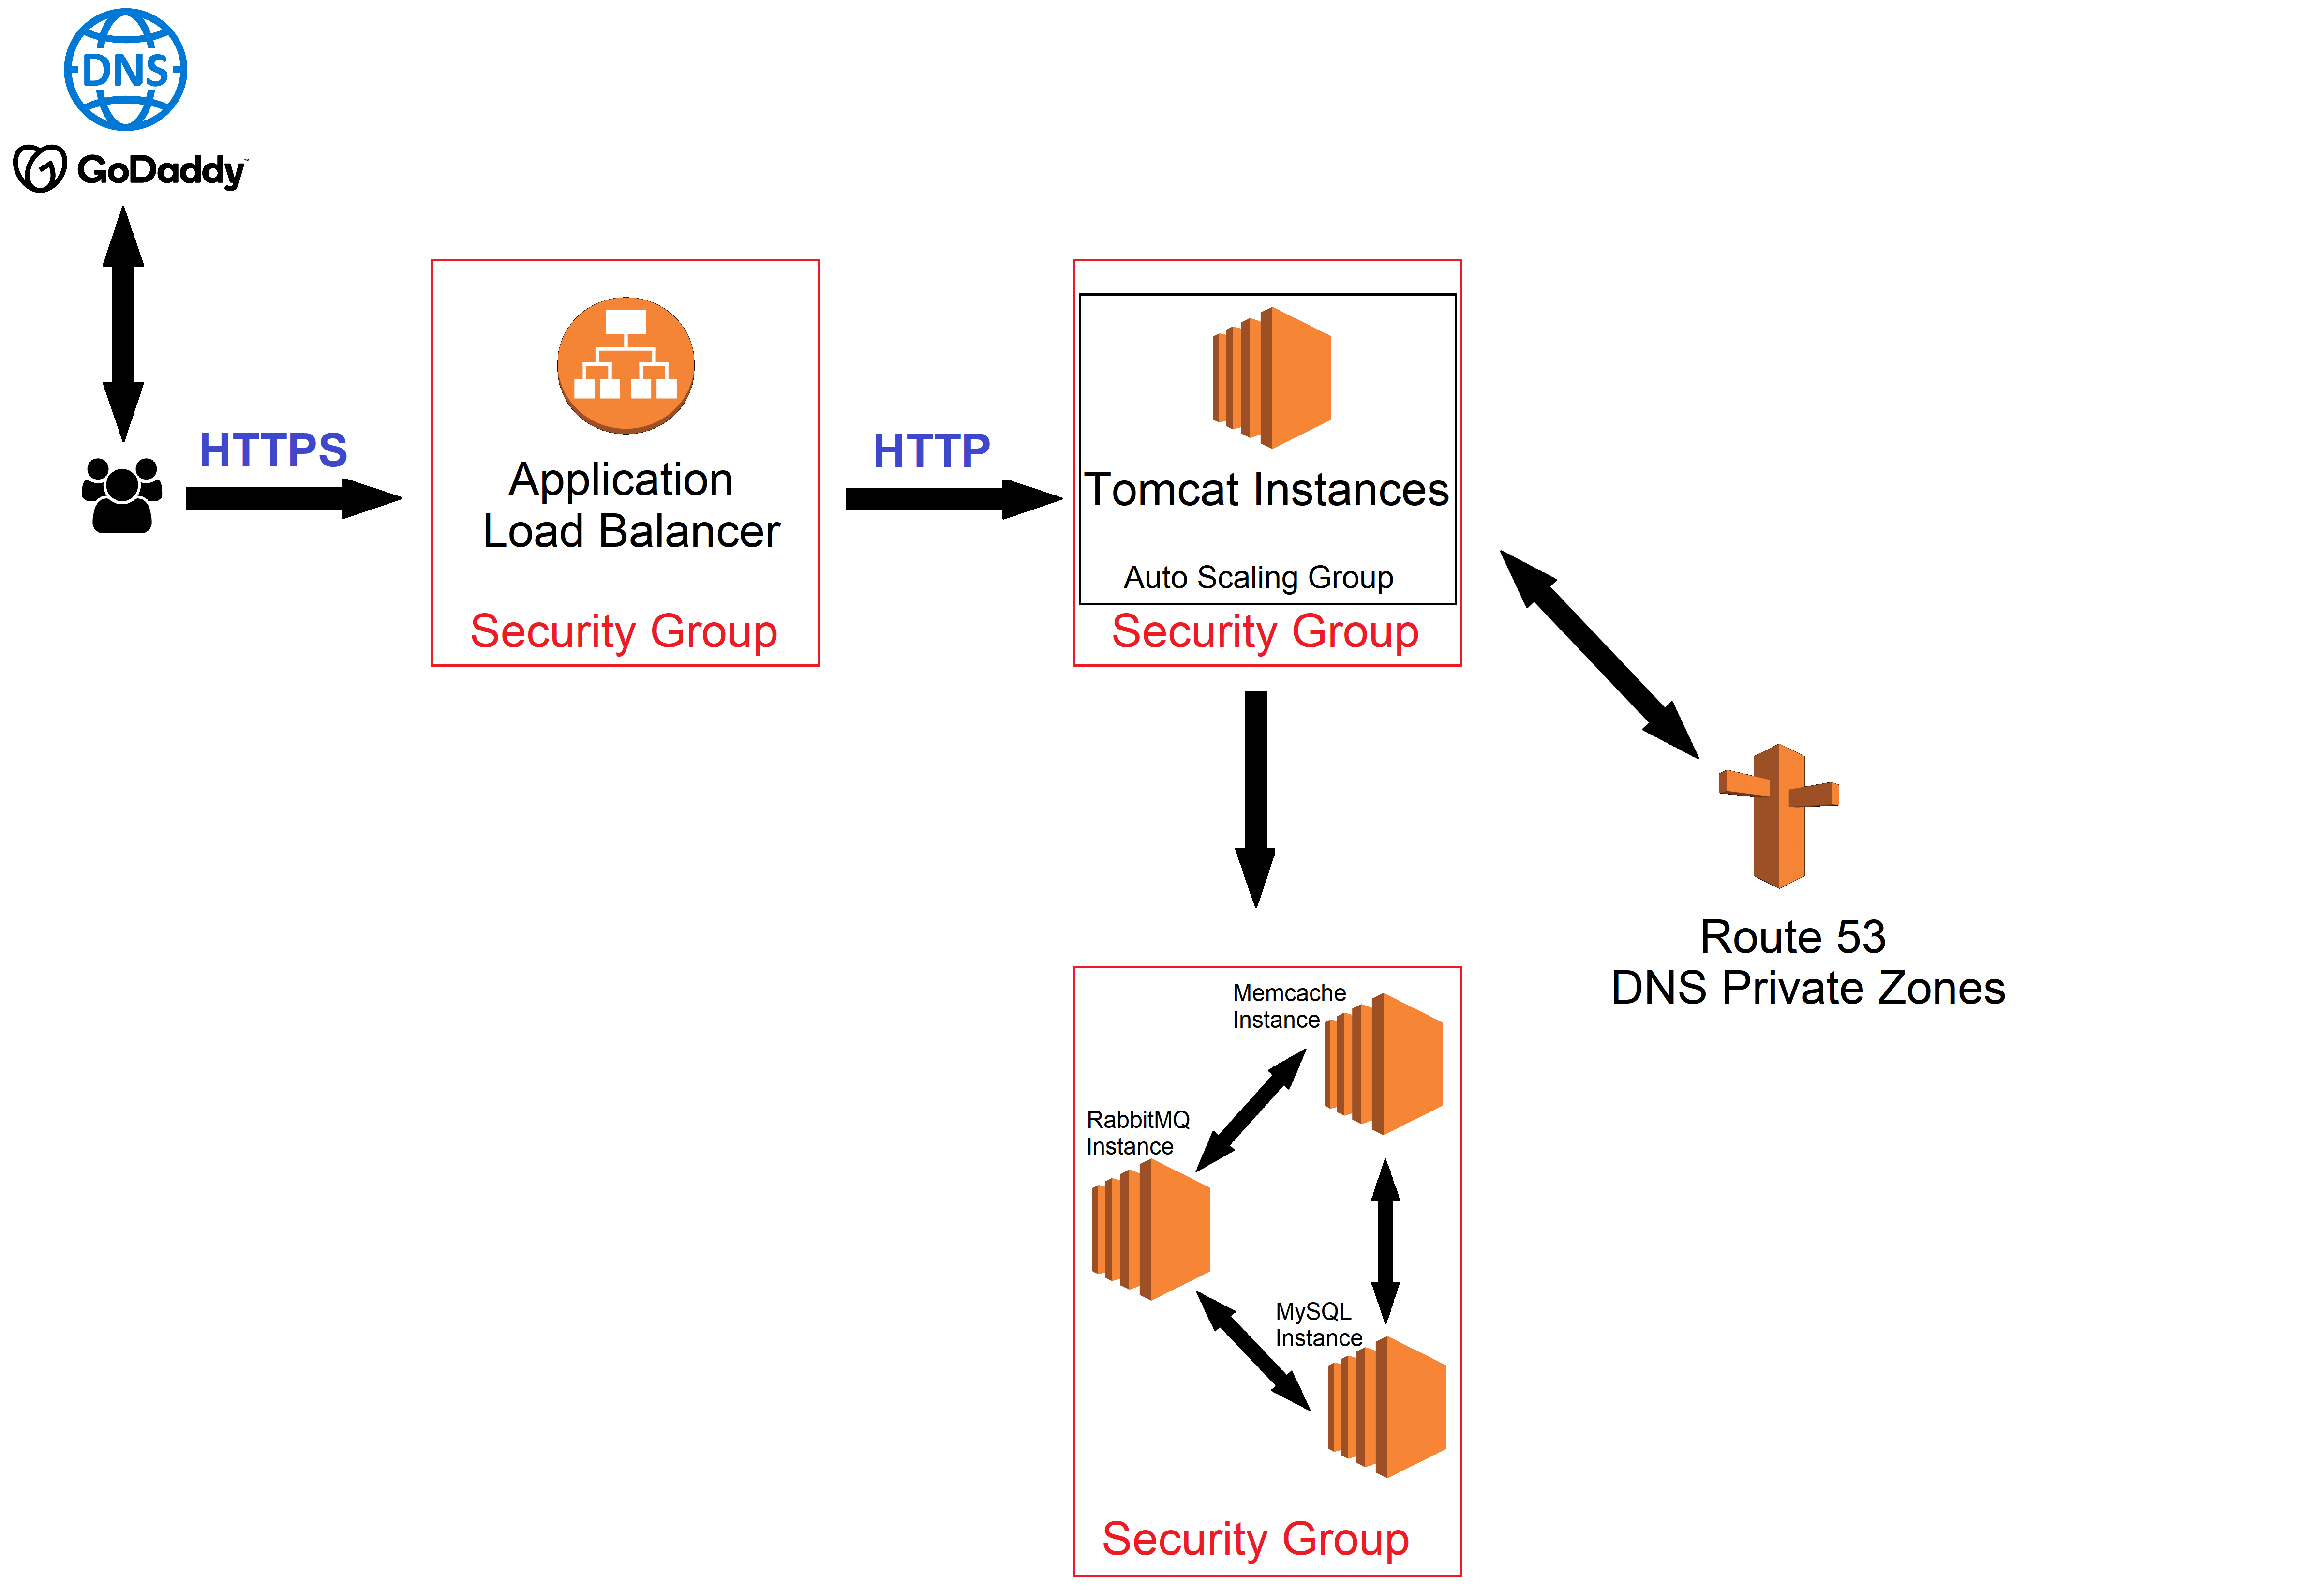 DNS
GoDaddy™
HTTPS
Application
Load Balancer
Security Group
HTTP
Tomcat Instances
Auto Scaling Group
Security Group
Route 53
DNS Private Zones
Memcache
Instance
RabbitMQ
Instance
MySQL
Instance
Security Group